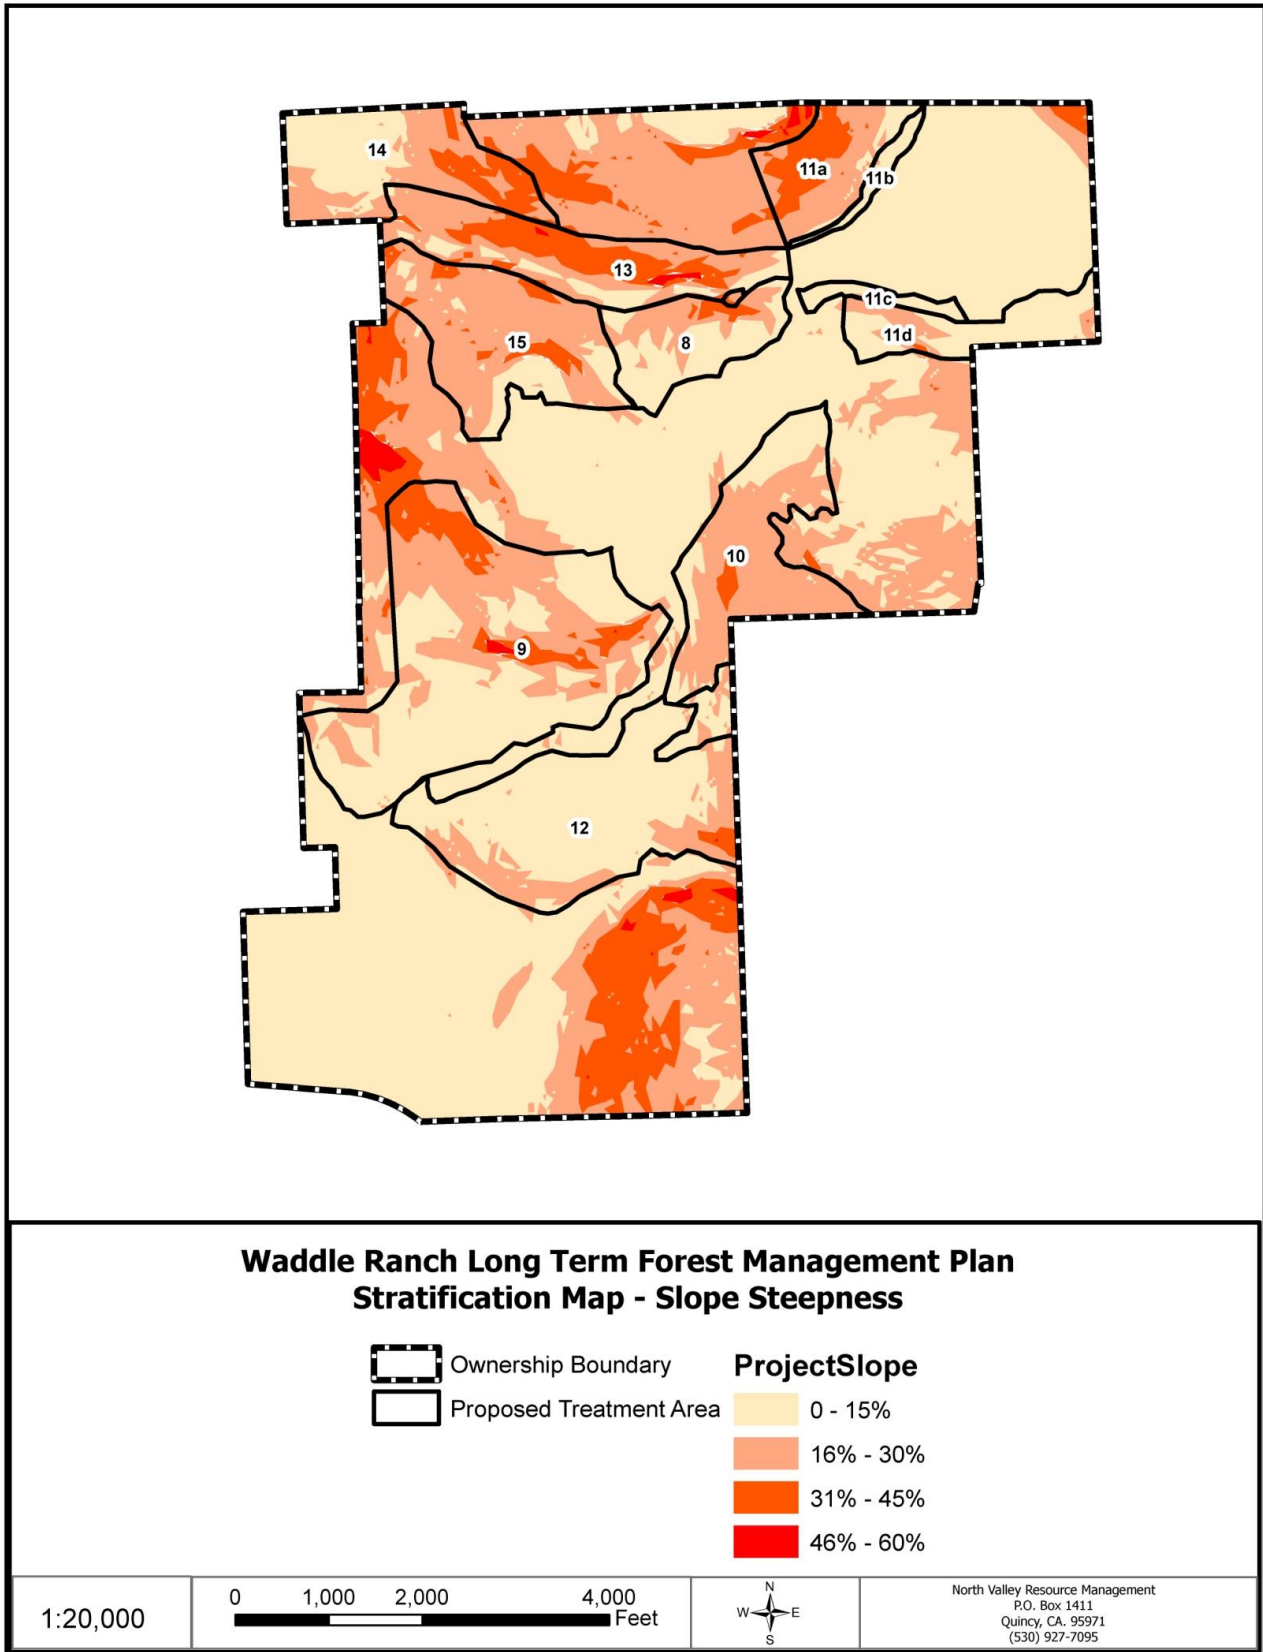 14
11a
11b
13
11c
11d
15
8
10
9
12
Waddle Ranch Long Term Forest Management Plan
Stratification Map - Slope Steepness
Ownership Boundary
Proposed Treatment Area
ProjectSlope
0 - 15%
16% - 30%
31% - 45%
46% - 60%
1:20,000
0 1,000 2,000 4,000
Feet
N
W E
S
North Valley Resource Management
P.O. Box 1411
Quincy, CA. 95971
(530) 927-7095